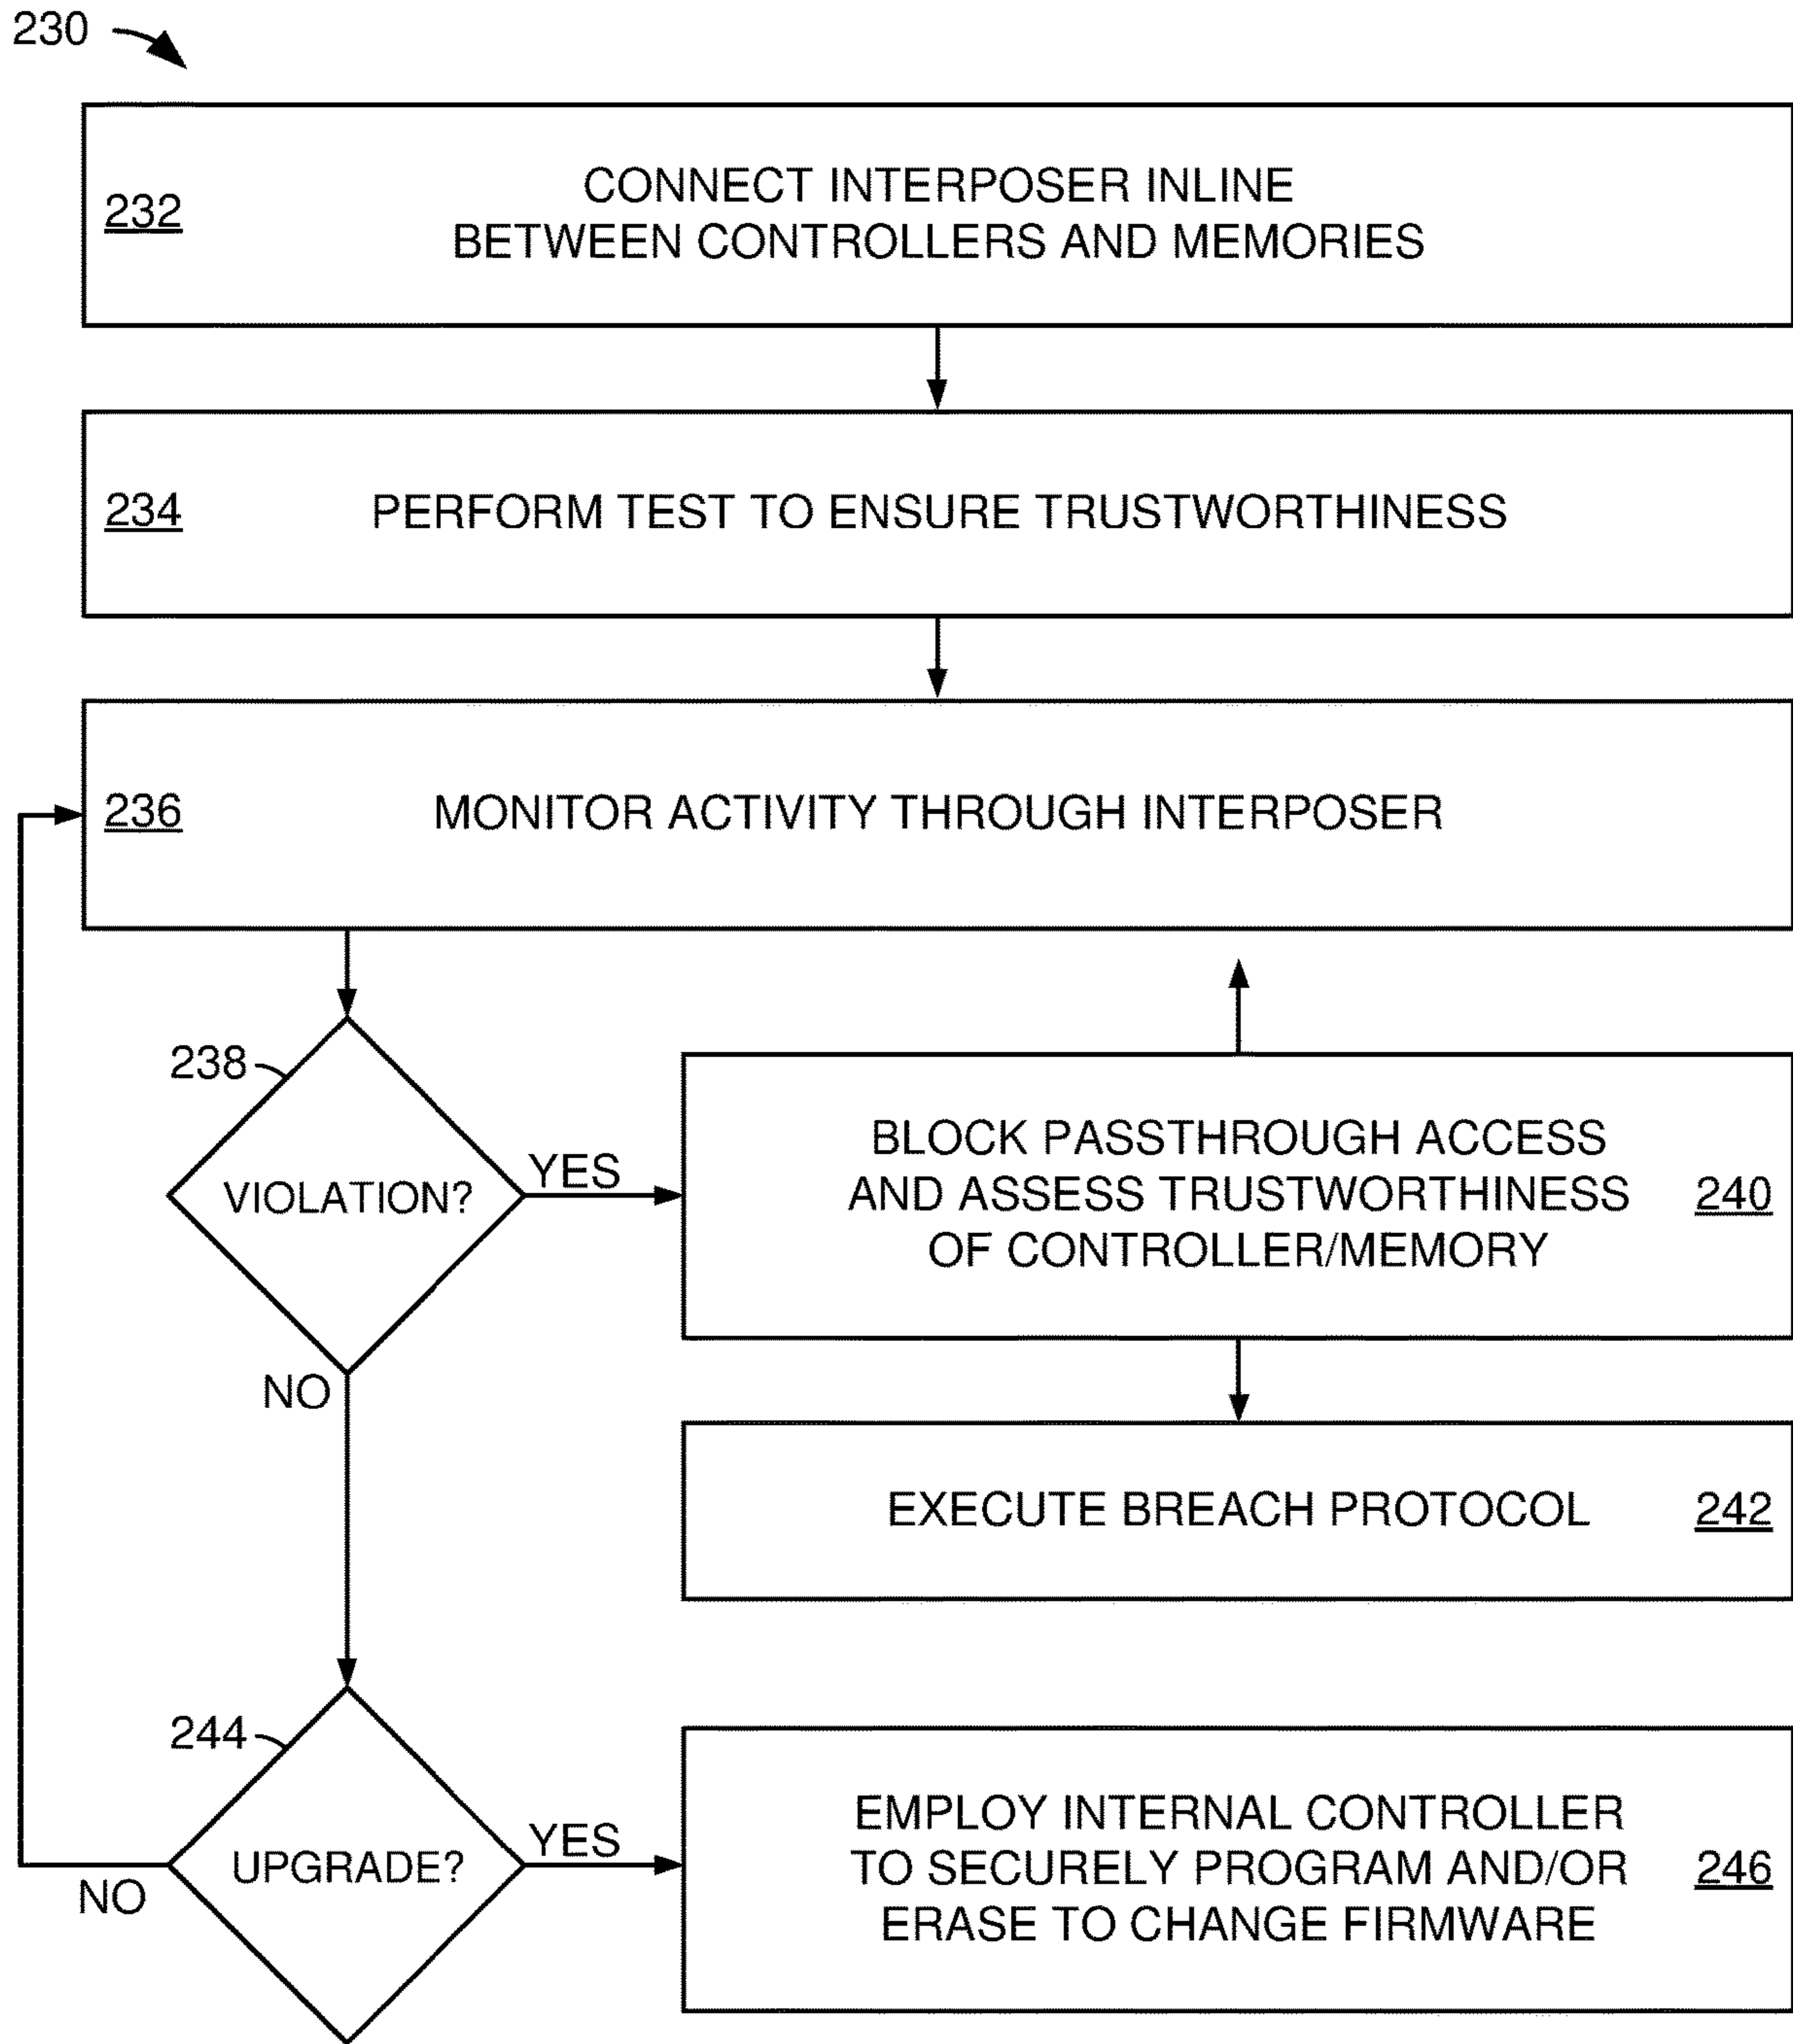 230
CONNECT INTERPOSER INLINE
232
BETWEEN CONTROLLERS AND MEMORIES
234 PERFORM TEST TO ENSURE TRUSTWORTHINESS
236 MONITOR ACTIVITY THROUGH INTERPOSER
238
VIOLATION?
YES
NO
BLOCK PASSTHROUGH ACCESS
AND ASSESS TRUSTWORTHINESS
240
OF CONTROLLER/MEMORY
EXECUTE BREACH PROTOCOL 242
244
UPGRADE?
YES
NO
EMPLOY INTERNAL CONTROLLER
TO SECURELY PROGRAM AND/OR
246
ERASE TO CHANGE FIRMWARE